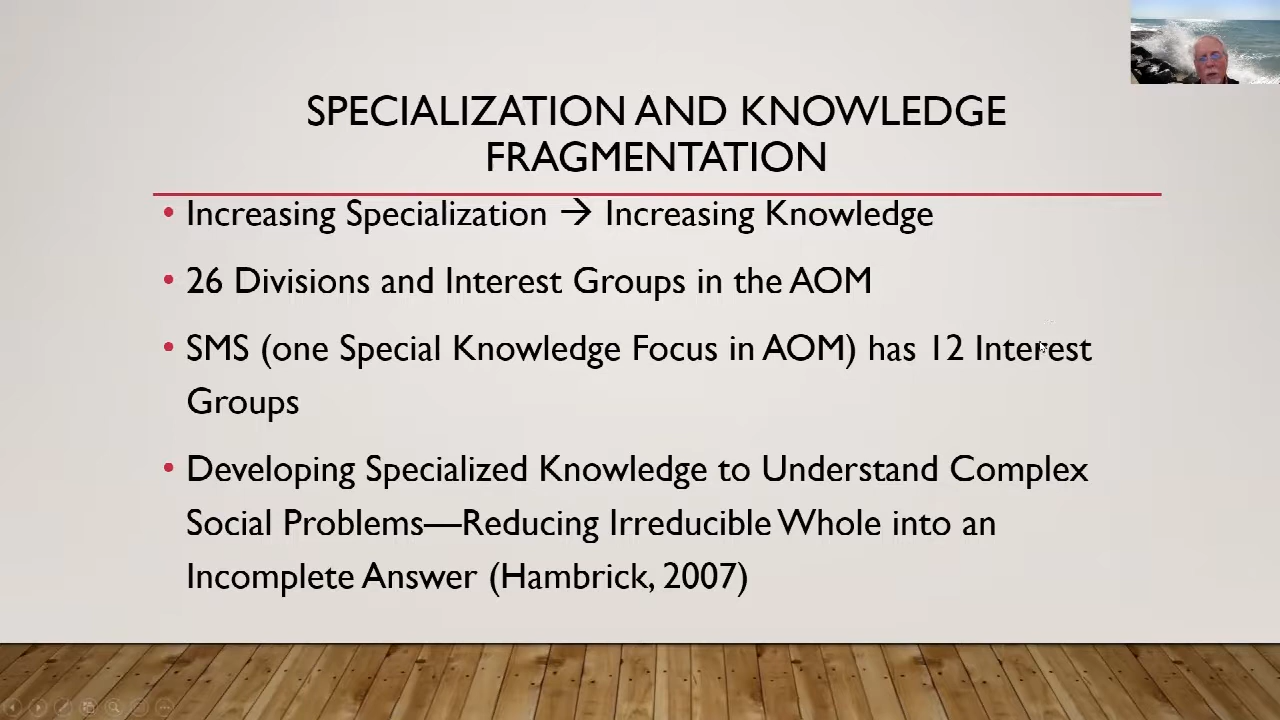 SPECIALIZATION AND KNOWLEDGE
FRAGMENTATION
• Increasing Specialization → Increasing Knowledge
• 26 Divisions and Interest Groups in the AOM
• SMS (one Special Knowledge Focus in AOM) has 12 Interest
Groups
• Developing Specialized Knowledge to Understand Complex
Social Problems—Reducing Irreducible Whole into an
Incomplete Answer (Hambrick, 2007)